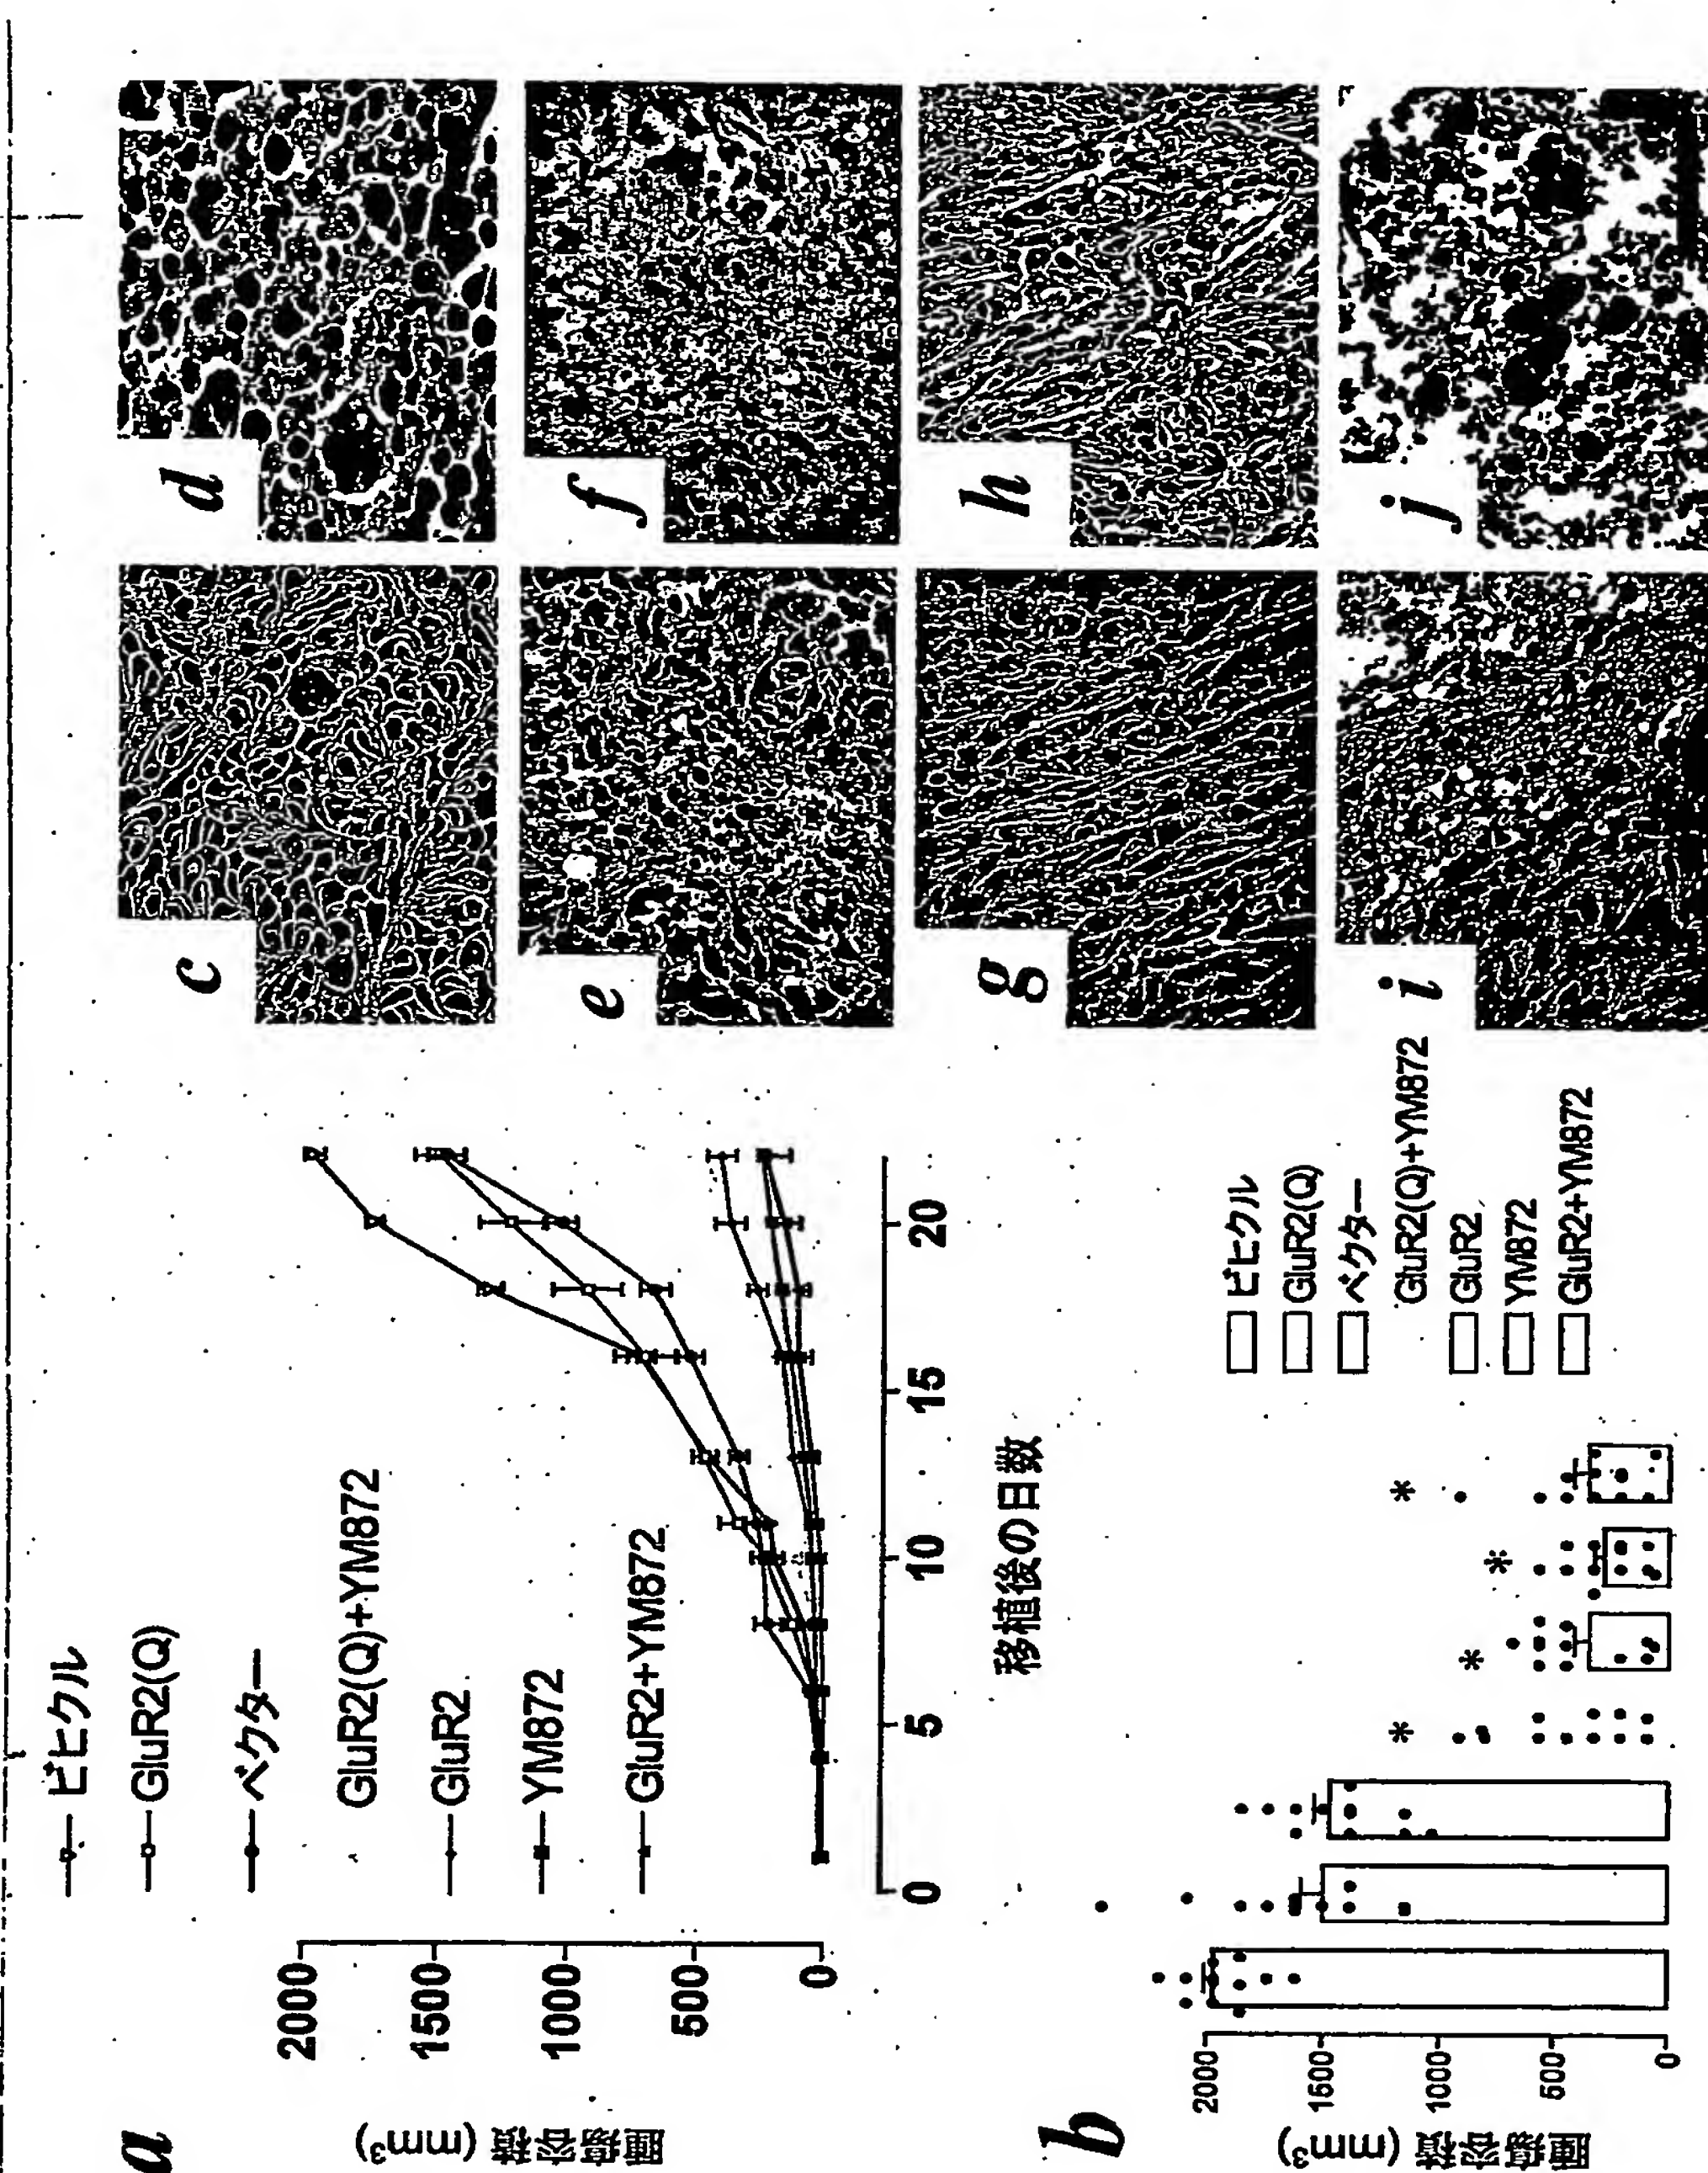 a
腫瘍容積 (mm³)
2000
1500
1000
500
0
ビヒクル
GluR2(Q)
ベクター
GluR2(Q)+YM872
GluR2
YM872
GluR2+YM872
0
5
10
15
20
移植後の日数
b
腫瘍容積 (mm³)
2000
1500
1000
500
0
*
*
*
*
ビヒクル
GluR2(Q)
ベクター
GluR2(Q)+YM872
GluR2
YM872
GluR2+YM872
c
d
e
f
g
h
i
j